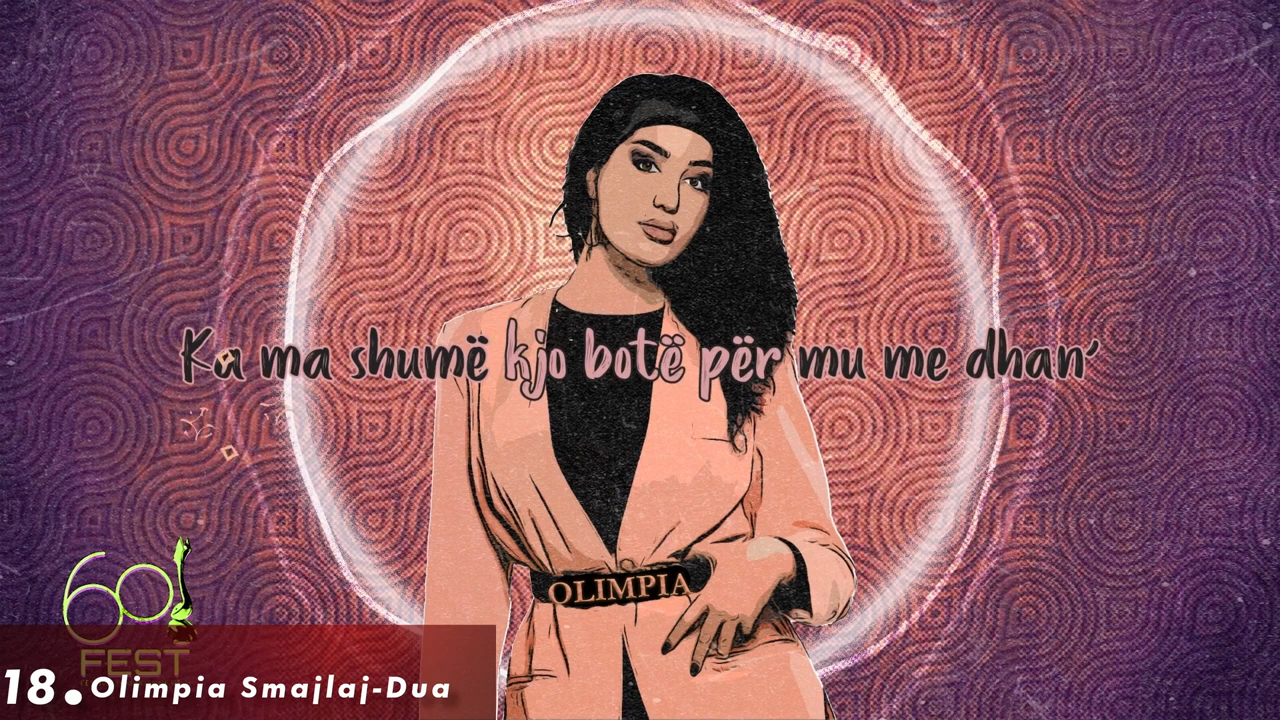 Ka ma shumë kjo botë për mu me dhan’
OLIMPIA
60
FEST
18. Olimpia Smajlaj-Dua